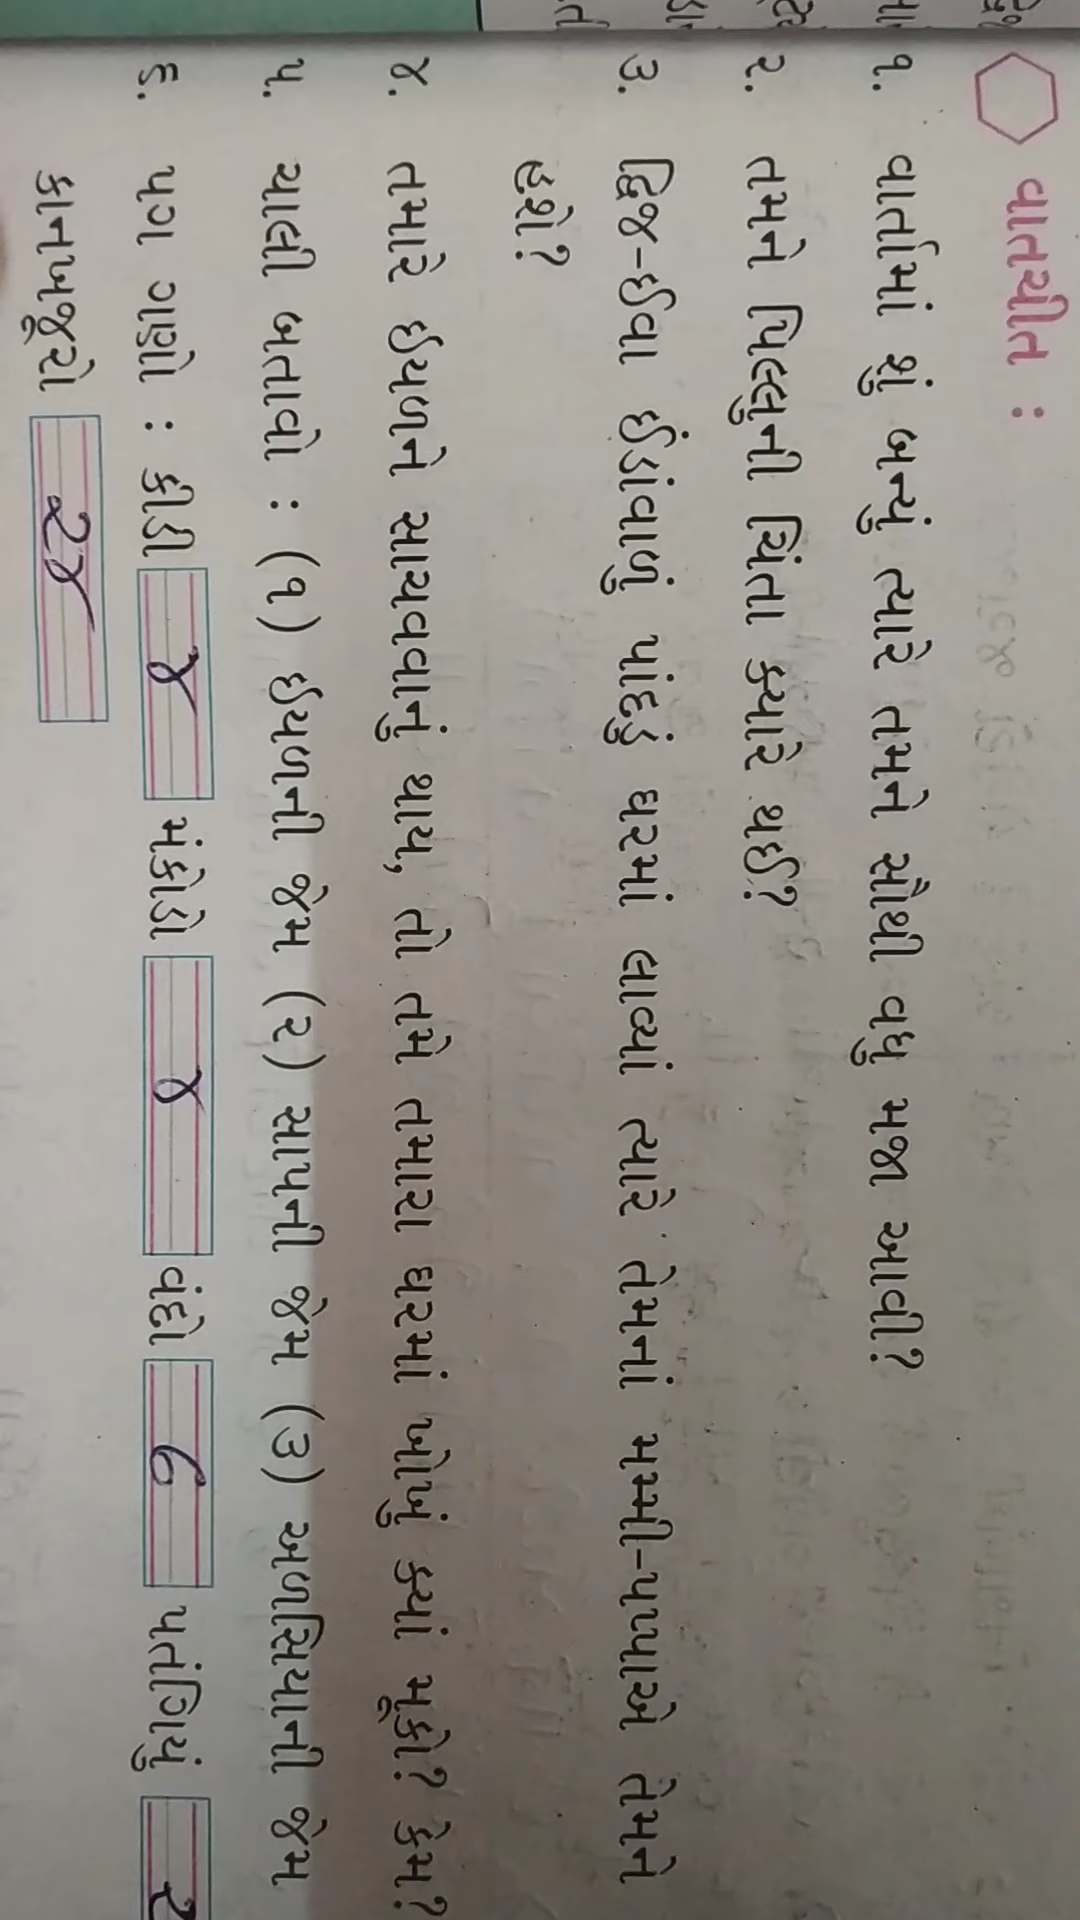 વાતચીત :
૧. વાર્તામાં શું બન્યું ત્યારે તમને સૌથી વધુ મજા આવી?
૨. તમને પિલ્લુની ચિંતા ક્યારે થઈ?
૩. દ્વિજ-ઈવા ઈંડાંવાળું પાંદડું ઘરમાં લાવ્યાં ત્યારે તેમનાં મમ્મી-પપ્પાએ તેમને
હશે?
૪. તમારે ઈયળને સાચવવાનું થાય, તો તમે તમારા ઘરમાં ખોખું ક્યાં મૂકો? કેમ?
૫. ચાલી બતાવો : (૧) ઈયળની જેમ (૨) સાપની જેમ (૩) અળસિયાની જેમ
૬. પગ ગણો : કીડી ૪ મંકોડો ૪ વંદો 6 પતંગિયું ૨
કાનખજૂરો ૨૪